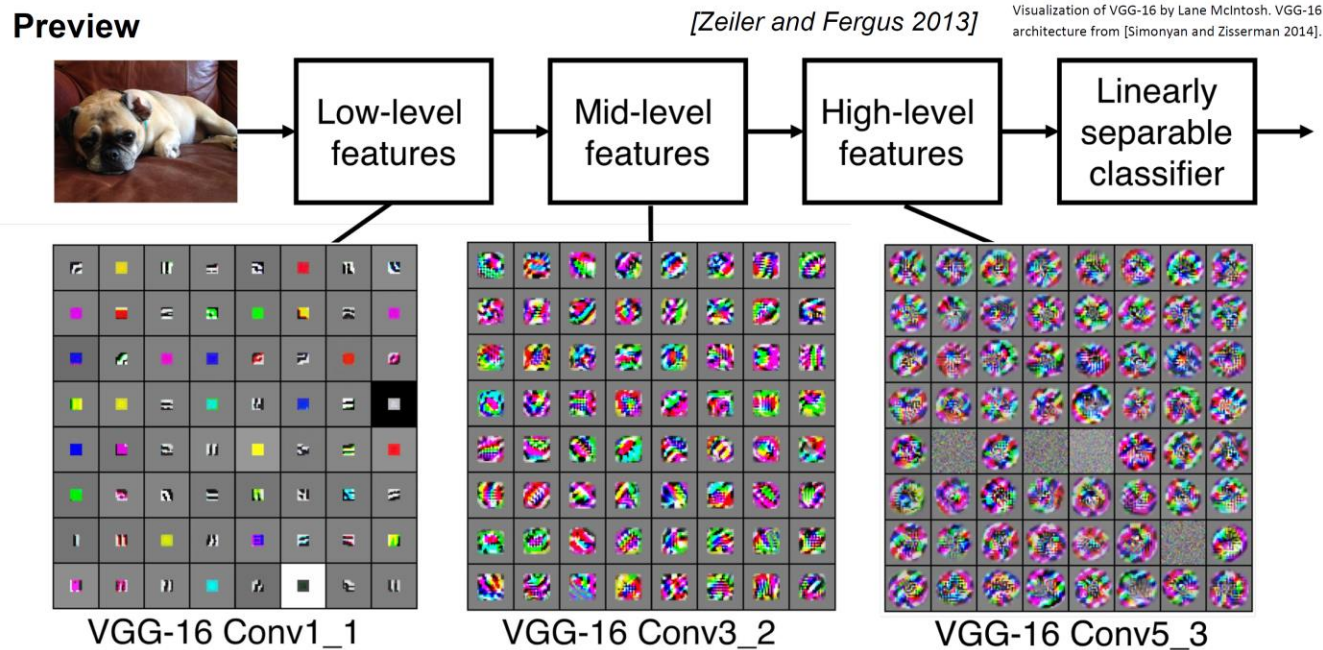 Preview
[Zeiler and Fergus 2013]
Visualization of VGG-16 by Lane McIntosh. VGG-16
architecture from [Simonyan and Zisserman 2014].
Low-level
features
Mid-level
features
High-level
features
Linearly
separable
classifier
VGG-16 Conv1_1
VGG-16 Conv3_2
VGG-16 Conv5_3